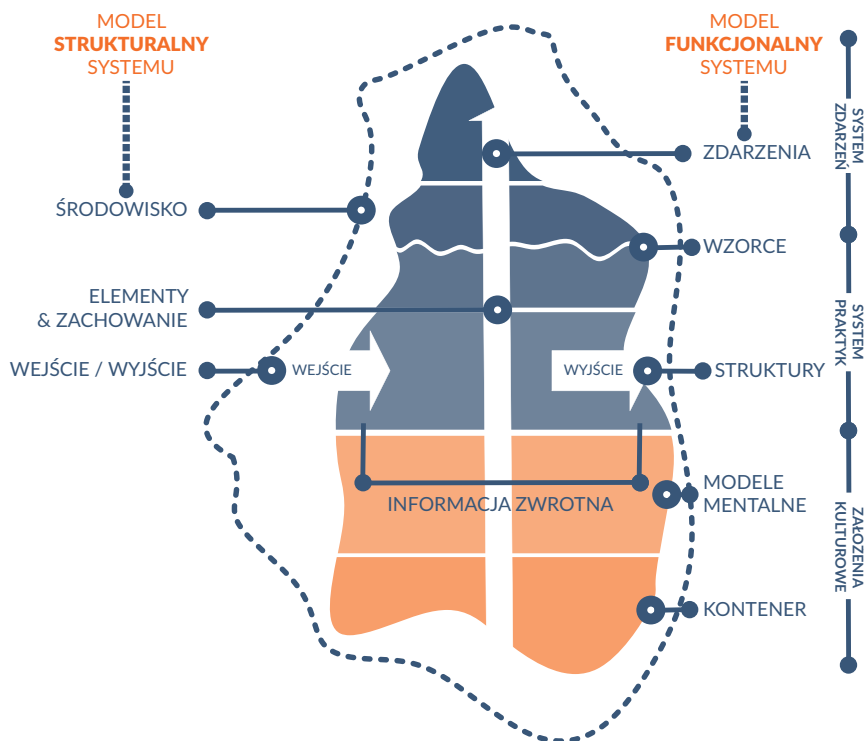 MODEL
STRUKTURALNY
SYSTEMU
MODEL
FUNKCJONALNY
SYSTEMU
SYSTEM
ZDARZEŃ
ZDARZENIA
ŚRODOWISKO
WZORCE
ELEMENTY
& ZACHOWANIE
SYSTEM
PRAKTYK
WEJŚCIE / WYJŚCIE
WEJŚCIE
WYJŚCIE
STRUKTURY
INFORMACJA ZWROTNA
MODELE
MENTALNE
ZAŁOŻENIA
KULTUROWE
KONTENER